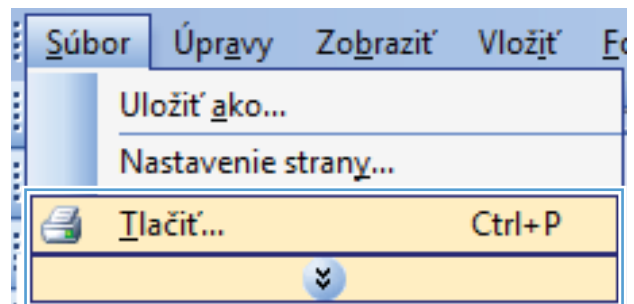 Súbor Úpravy Zobraziť Vložiť
Uložiť ako...
Nastavenie strany...
Tlačiť... Ctrl+P